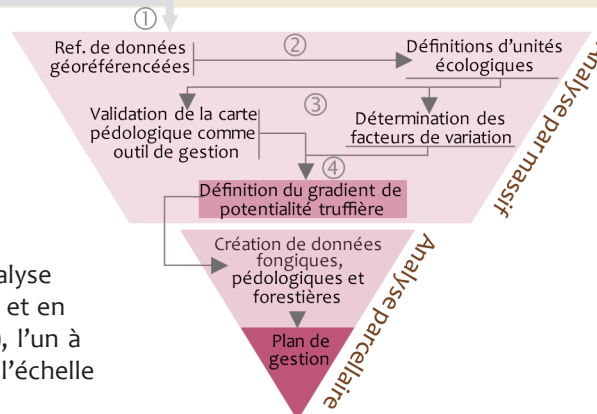 ①
Ref. de données
géoréférencéées
②
Définitions d'unités
écologiques
③
Validation de la carte
pédologique comme
outil de gestion
Détermination des
facteurs de variation
④
Définition du gradient de
potentialité truffière
Analyse par massif
Création de données
fongiques,
pédologiques et
forestières
Plan de
gestion
Analyse parcellaire
alyse
et en
, l'un à
l'échelle